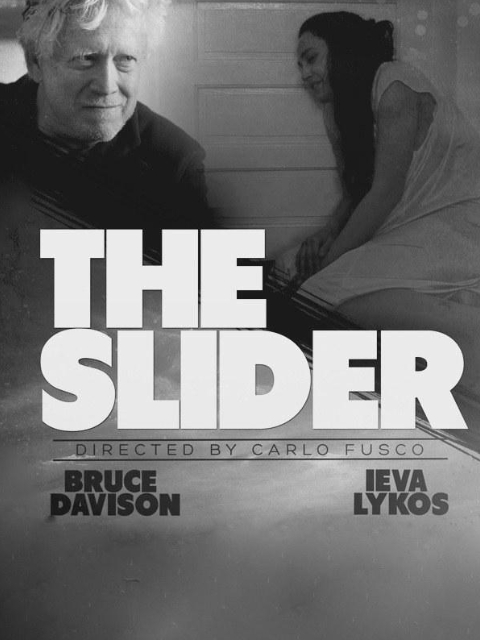 THE
SLIDER
DIRECTED BY CARLO FUSCO
BRUCE DAVISON
IEVA LYKOS